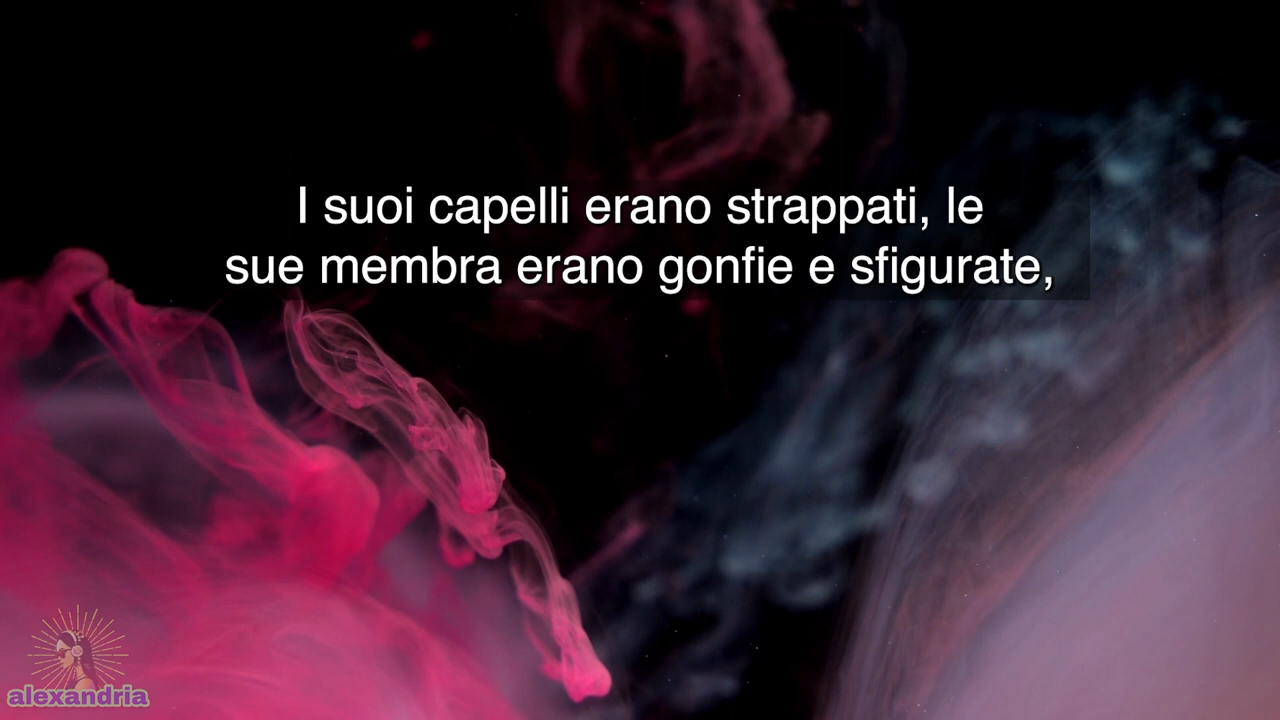 I suoi capelli erano strappati, le
sue membra erano gonfie e sfigurate,
alexandria